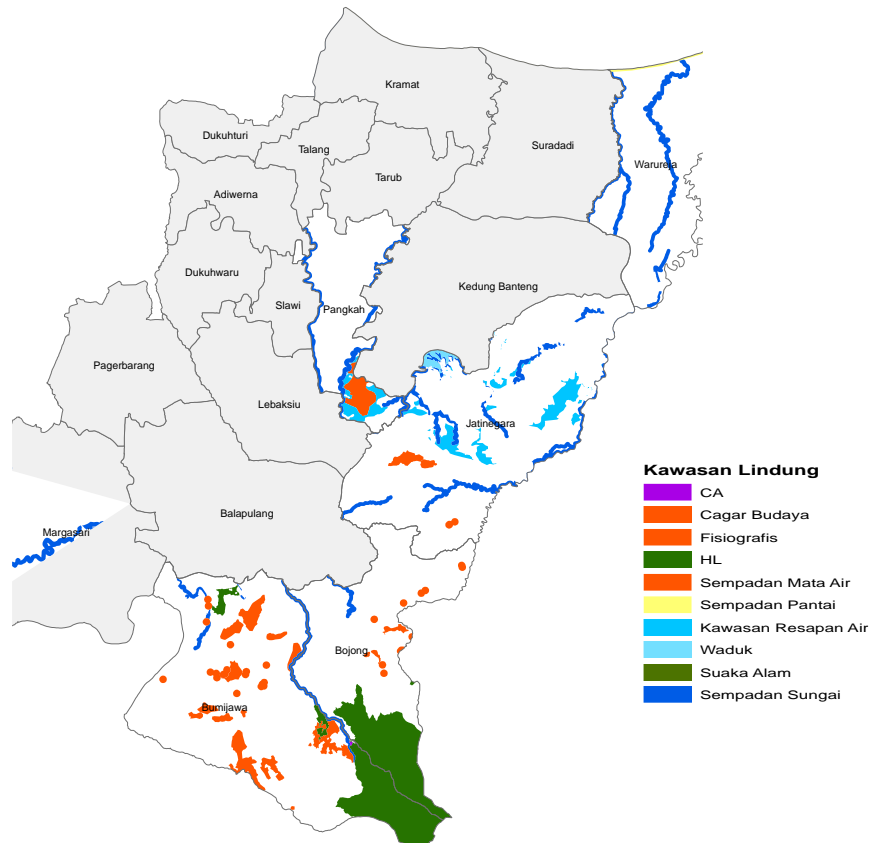 Kramat
Dukuhturi
Talang
Suradadi
Warureja
Tarub
Adiwerna
Dukuhwaru
Kedung Banteng
Slawi
Pangkah
Pagerbarang
Lebaksiu
Jatinegara
Kawasan Lindung
CA
Cagar Budaya
Fisiografis
HL
Sempadan Mata Air
Sempadan Pantai
Kawasan Resapan Air
Waduk
Suaka Alam
Sempadan Sungai
Balapulang
Margasari
Bojong
Bumijawa